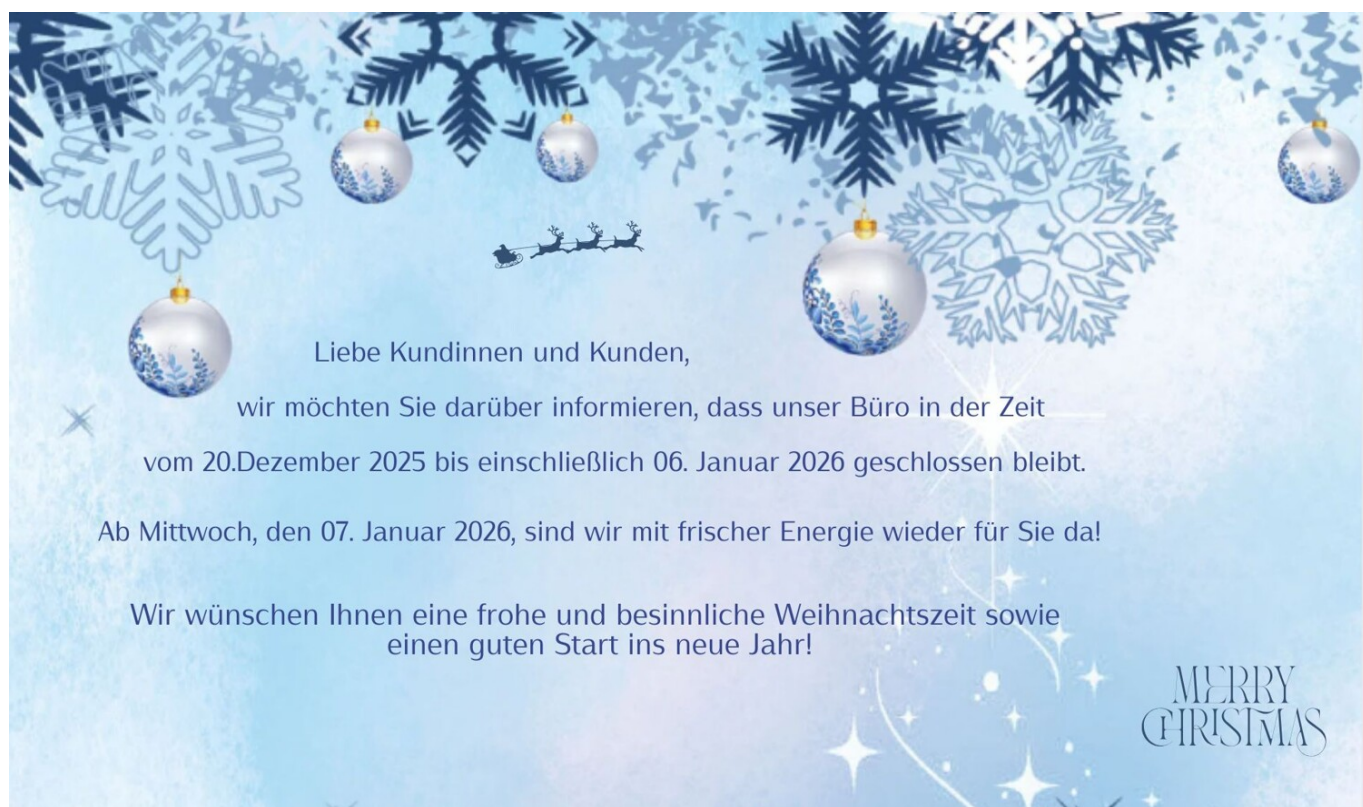 Liebe Kundinnen und Kunden,
wir möchten Sie darüber informieren, dass unser Büro in der Zeit
vom 20.Dezember 2025 bis einschließlich 06. Januar 2026 geschlossen bleibt.
Ab Mittwoch, den 07. Januar 2026, sind wir mit frischer Energie wieder für Sie da!
Wir wünschen Ihnen eine frohe und besinnliche Weihnachtszeit sowie
einen guten Start ins neue Jahr!
MERRY
CHRISTMAS